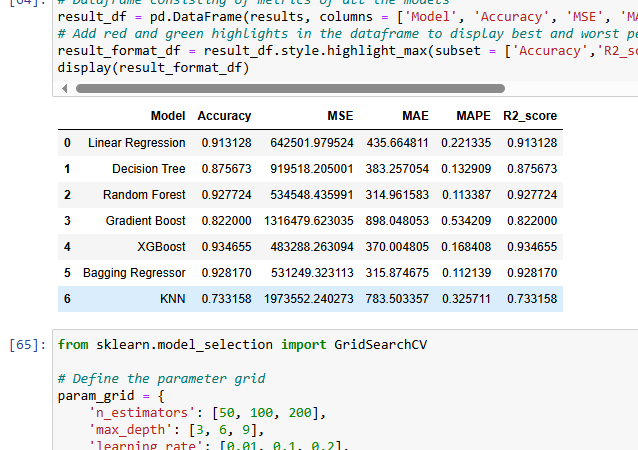 [64]: # Dataframe consisting of metrics of all the models
result_df = pd.DataFrame(results, columns = ['Model', 'Accuracy', 'MSE', 'MA
# Add red and green highlights in the dataframe to display best and worst pe
result_format_df = result_df.style.highlight_max(subset = ['Accuracy','R2_sc
display(result_format_df)
Model Accuracy MSE MAE MAPE R2_score
0 Linear Regression 0.913128 642501.979524 435.664811 0.221335 0.913128
1 Decision Tree 0.875673 919518.205001 383.257054 0.132909 0.875673
2 Random Forest 0.927724 534548.435991 314.961583 0.113387 0.927724
3 Gradient Boost 0.822000 1316479.623035 898.048053 0.534209 0.822000
4 XGBoost 0.934655 483288.263094 370.004805 0.168408 0.934655
5 Bagging Regressor 0.928170 531249.323113 315.874675 0.112139 0.928170
6 KNN 0.733158 1973552.240273 783.503357 0.325711 0.733158
[65]: from sklearn.model_selection import GridSearchCV
# Define the parameter grid
param_grid = {
'n_estimators': [50, 100, 200],
'max_depth': [3, 6, 9],
'learning_rate': [0.01, 0.1, 0.2],